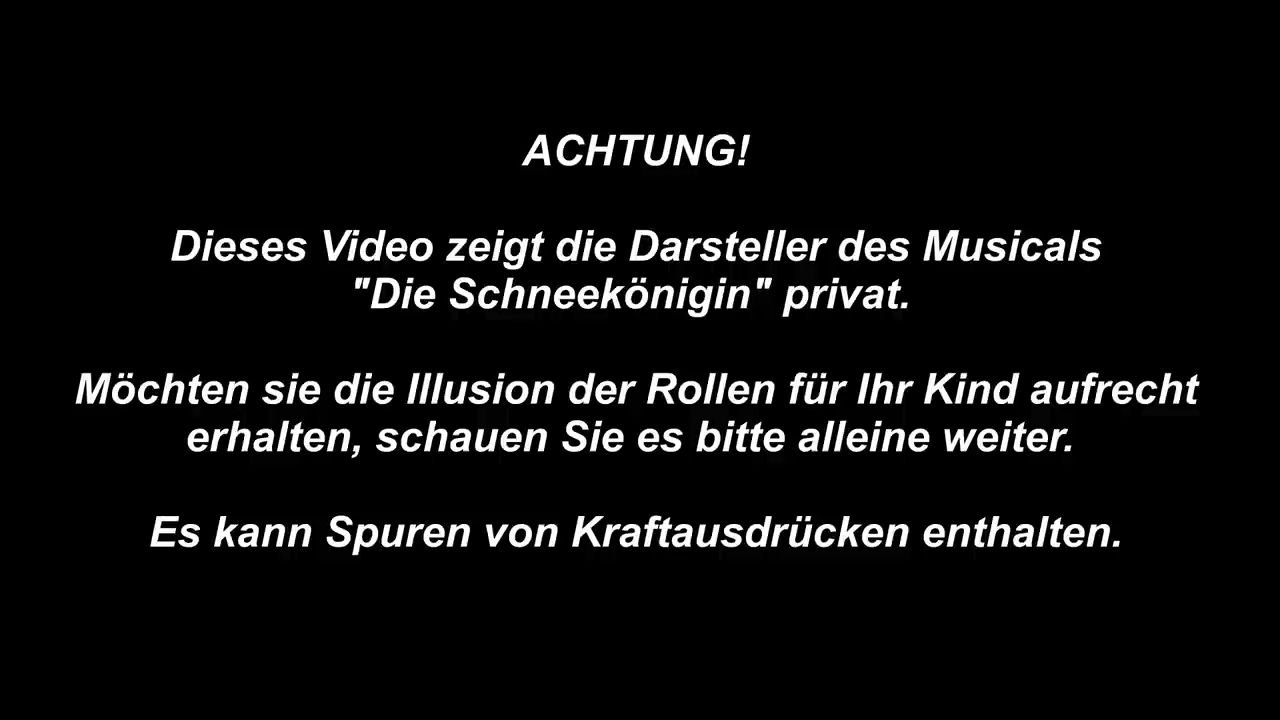 ACHTUNG!
Dieses Video zeigt die Darsteller des Musicals
"Die Schneekönigin" privat.
Möchten sie die Illusion der Rollen für Ihr Kind aufrecht
erhalten, schauen Sie es bitte alleine weiter.
Es kann Spuren von Kraftausdrücken enthalten.